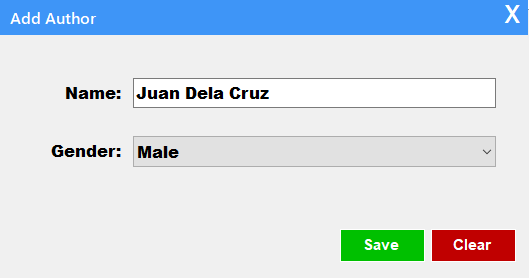 Add Author X
Name: Juan Dela Cruz
Gender: Male
Save Clear